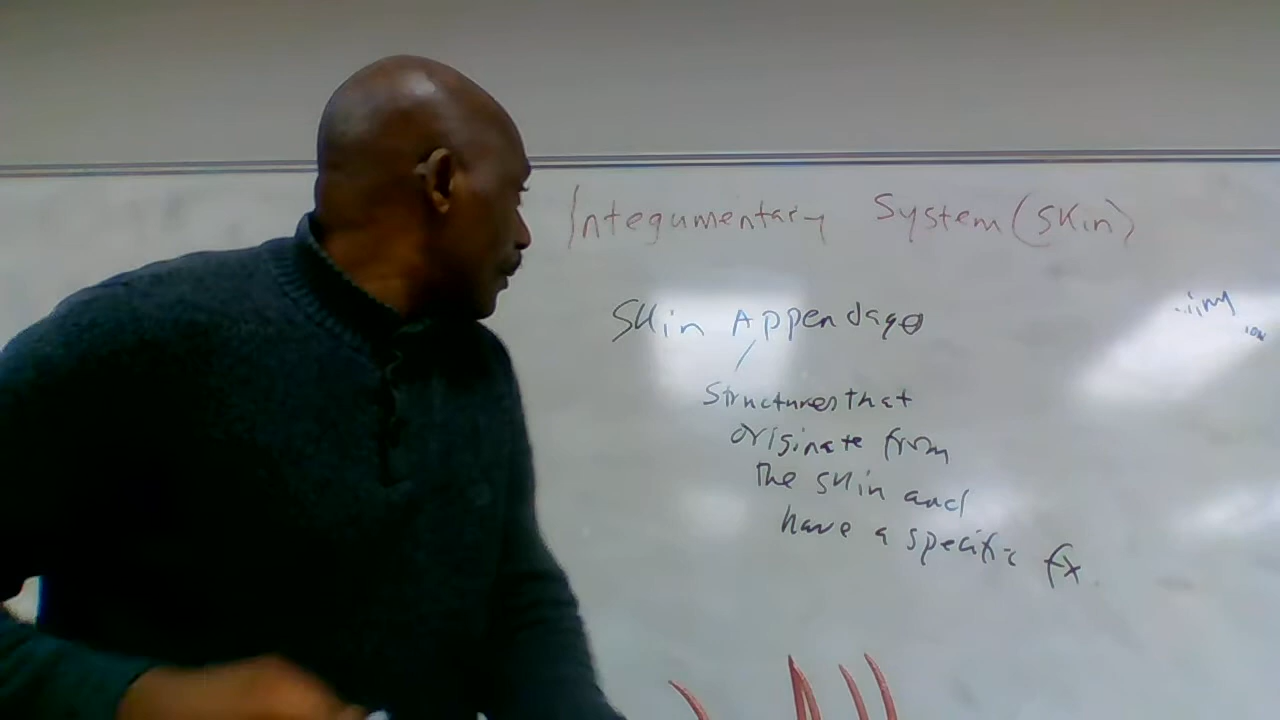 Integumentary System (Skin)
Skin Appendage
Structures that
originate from
the skin and
have a specific fx